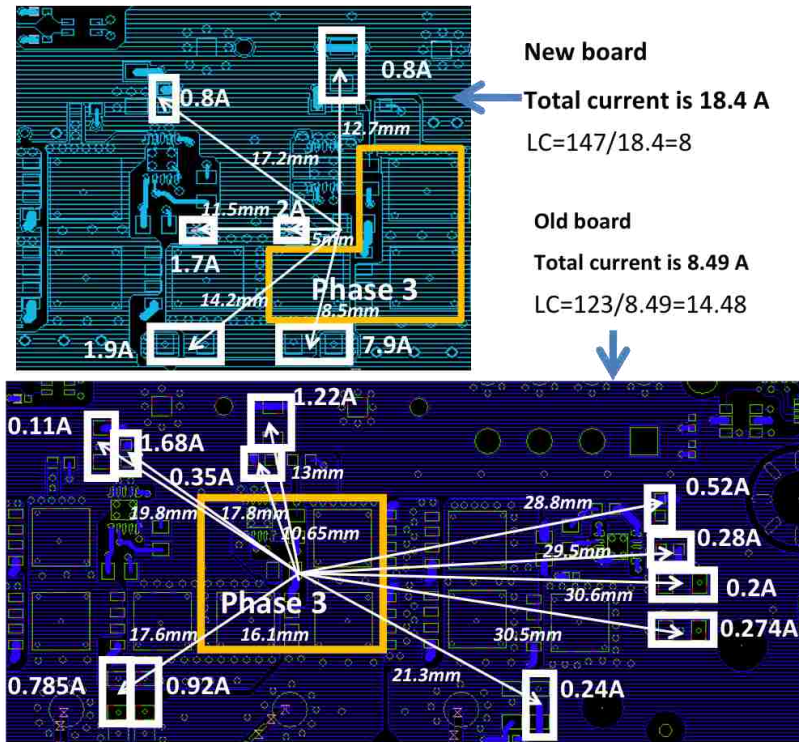 New board
Total current is 18.4 A
LC=147/18.4=8
0.8A
0.8A
12.7mm
17.2mm
11.5mm
2A
5mm
1.7A
14.2mm
Phase 3
8.5mm
1.9A
7.9A
Old board
Total current is 8.49 A
LC=123/8.49=14.48
1.22A
0.11A
1.68A
0.35A
13mm
19.8mm
17.8mm
10.65mm
28.8mm
0.52A
0.28A
29.5mm
0.2A
30.6mm
Phase 3
17.6mm
16.1mm
30.5mm
0.274A
21.3mm
0.785A
0.92A
0.24A